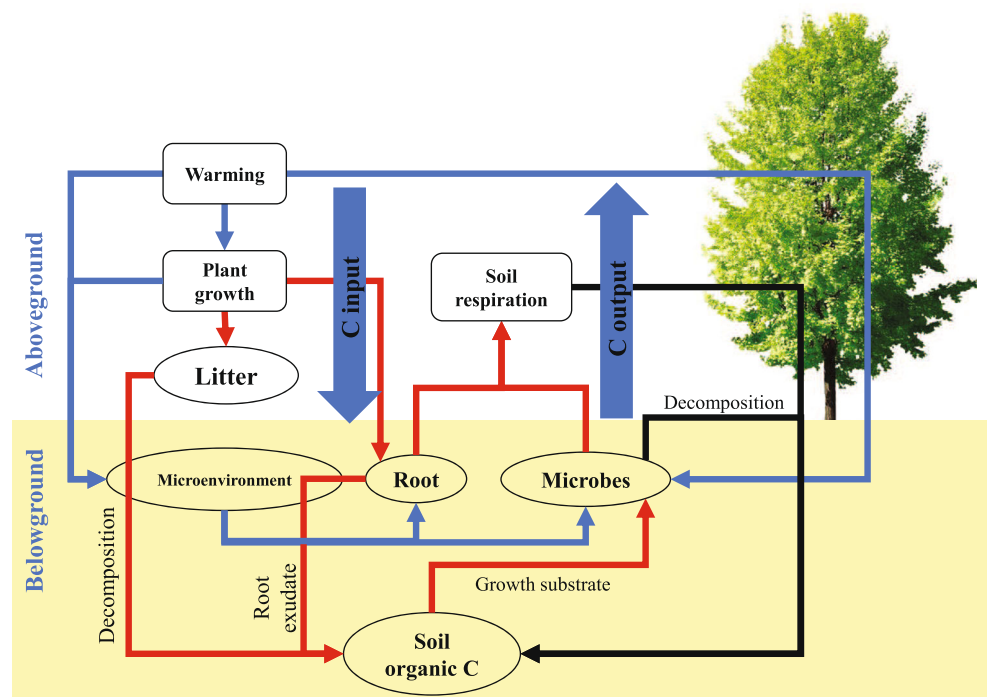 Warming
Plant
growth
Litter
C input
Soil
respiration
C output
Aboveground
Decomposition
Microenvironment
Root
Microbes
Belowground
Decomposition
Root
exudate
Growth substrate
Soil
organic C